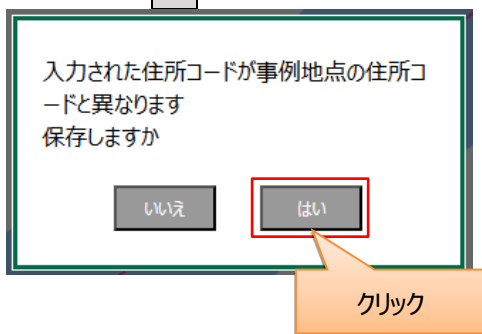 入力された住所コードが事例地点の住所コ
ードと異なります
保存しますか
いいえ
はい
クリック